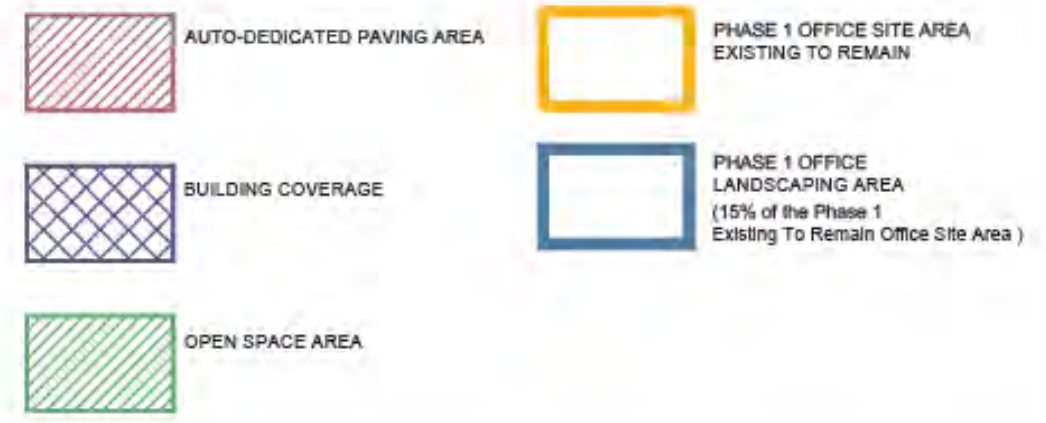 AUTO-DEDICATED PAVING AREA
BUILDING COVERAGE
OPEN SPACE AREA
PHASE 1 OFFICE SITE AREA
EXISTING TO REMAIN
PHASE 1 OFFICE
LANDSCAPING AREA
(15% of the Phase 1
Existing To Remain Office Site Area )